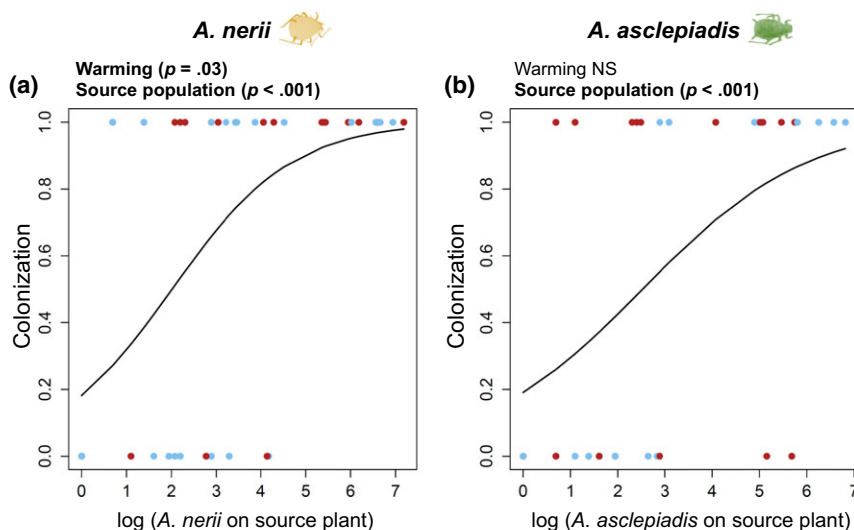 A. nerii
A. asclepiadis
(a)
Warming (p = .03)
Source population (p < .001)
Colonization
1.0
0.8
0.6
0.4
0.2
0.0
0 1 2 3 4 5 6 7
log (A. nerii on source plant)
(b)
Warming NS
Source population (p < .001)
Colonization
1.0
0.8
0.6
0.4
0.2
0.0
0 1 2 3 4 5 6 7
log (A. asclepiadis on source plant)